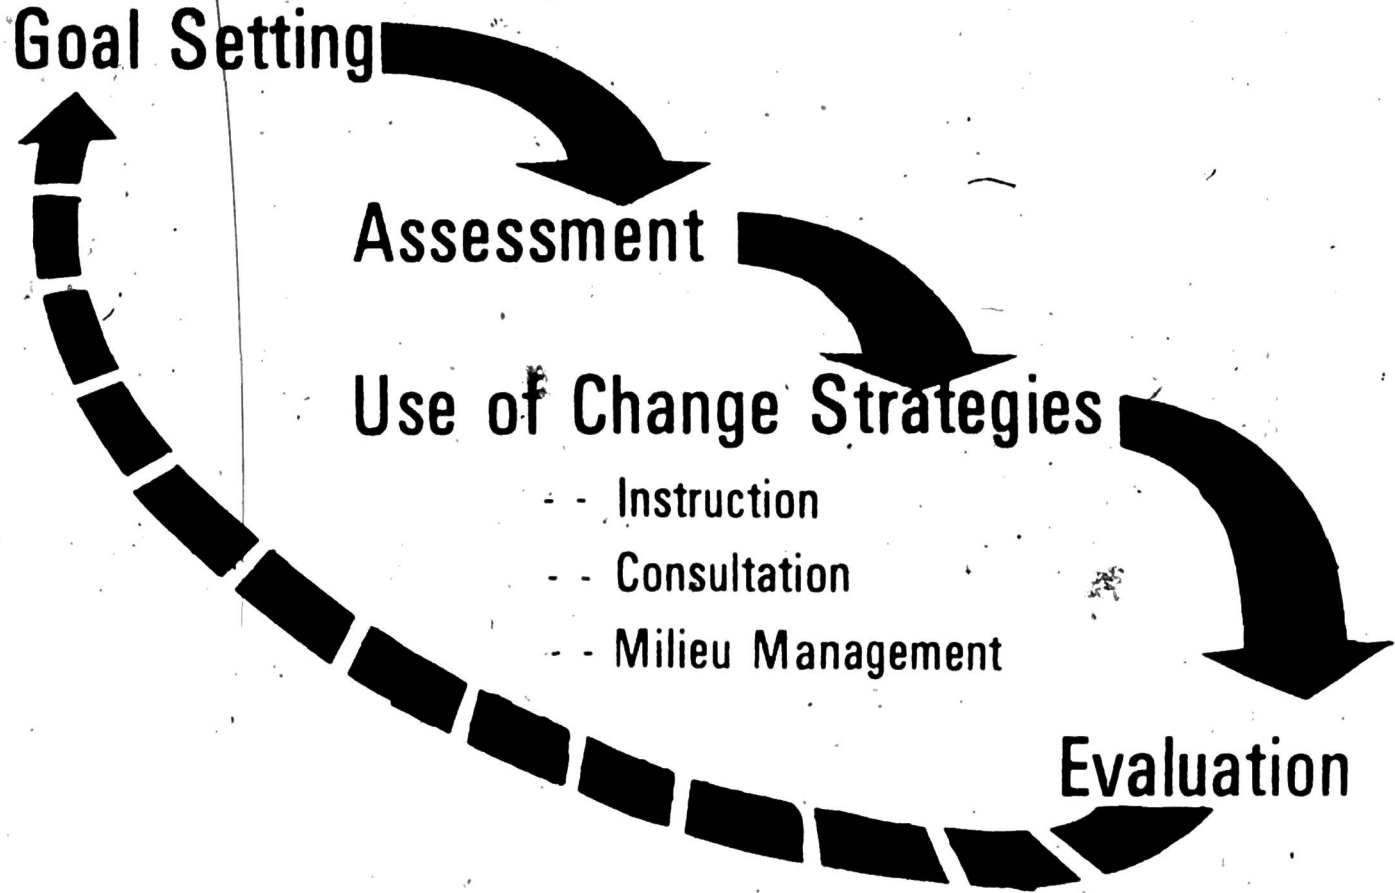 Goal Setting
Assessment
Use of Change Strategies
- - Instruction
- - Consultation
- - Milieu Management
Evaluation